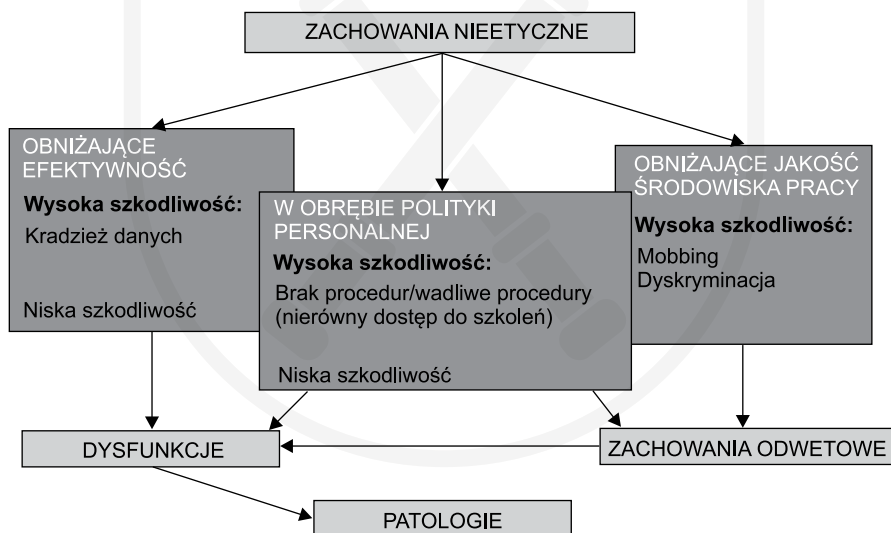 ZACHOWANIA NIEETYCZNE
OBNIŻAJĄCE
EFEKTYWNOŚĆ
Wysoka szkodliwość:
Kradzież danych
Niska szkodliwość
W OBRĘBIE POLITYKI
PERSONALNEJ
Wysoka szkodliwość:
Brak procedur/wadliwe procedury
(nierówny dostęp do szkoleń)
Niska szkodliwość
OBNIŻAJĄCE JAKOŚĆ
ŚRODOWISKA PRACY
Wysoka szkodliwość:
Mobbing
Dyskryminacja
DYSFUNKCJE
ZACHOWANIA ODWETOWE
PATOLOGIE